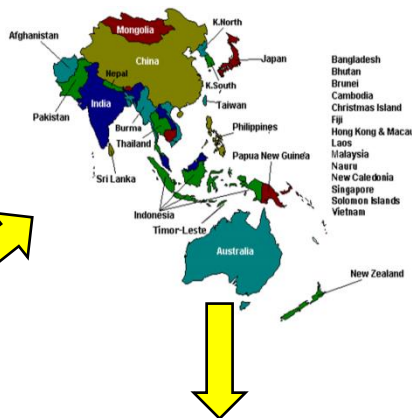 K.North
Afghanistan
Mongolia
China
Japan
Nepal
K.South
India
Taiwan
Pakistan
Burma
Philippines
Thailand
Papua New Guinea
Sri Lanka
Indonesia
Timor-Leste
Australia
New Zealand
Bangladesh
Bhutan
Brunei
Cambodia
Christmas Island
Fiji
Hong Kong & Macau
Laos
Malaysia
Nauru
New Caledonia
Singapore
Solomon Islands
Vietnam